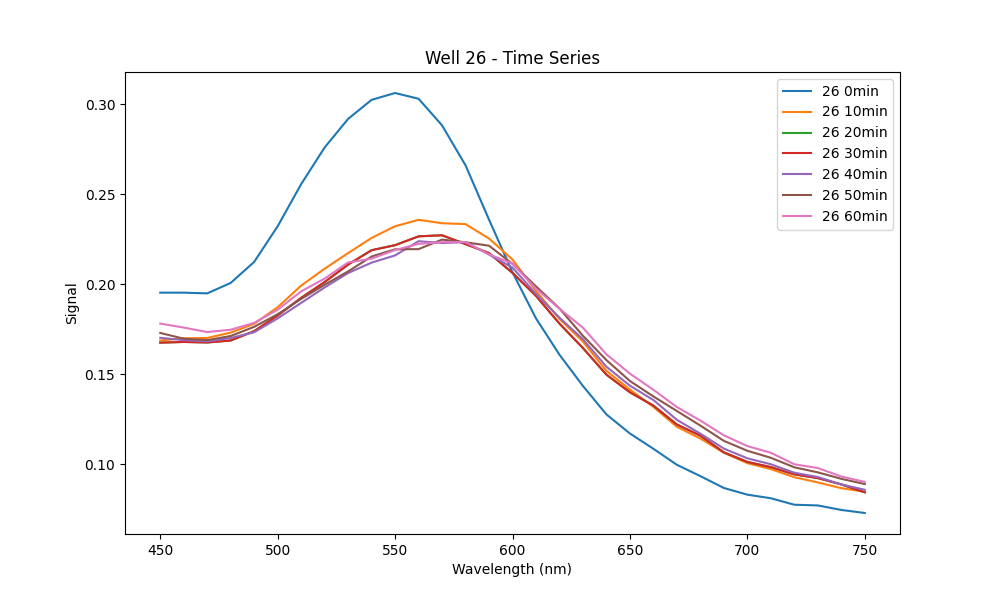 Well 26 - Time Series
26 0min
26 10min
26 20min
26 30min
26 40min
26 50min
26 60min
0.30
0.25
0.20
0.15
0.10
Signal
450 500 550 600 650 700 750
Wavelength (nm)